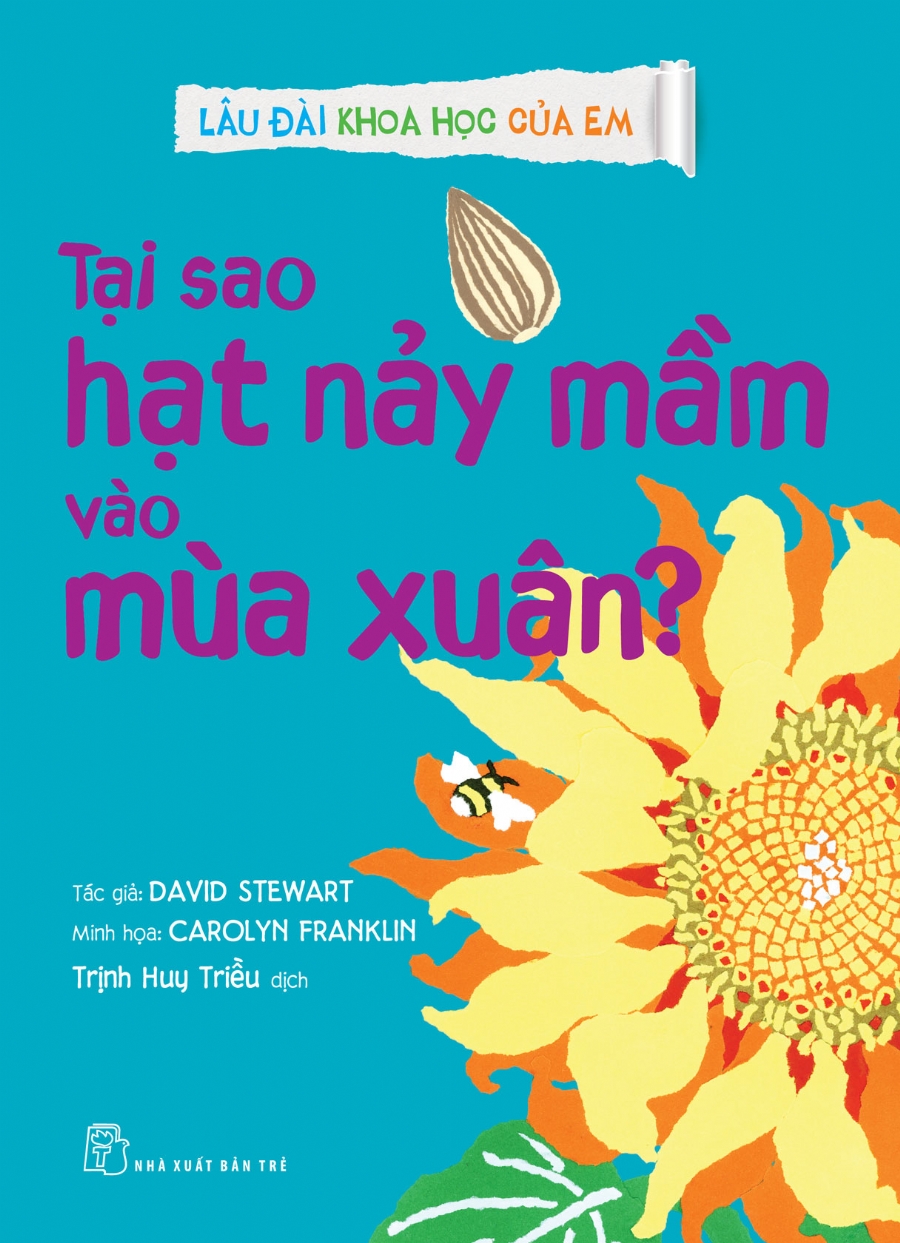 LÂU ĐÀI KHOA HỌC CỦA EM
Tại sao
hạt nảy mầm
vào
mùa xuân?
Tác giả: DAVID STEWART
Minh họa: CAROLYN FRANKLIN
Trịnh Huy Triều dịch
T
NHÀ XUẤT BẢN TRẺ